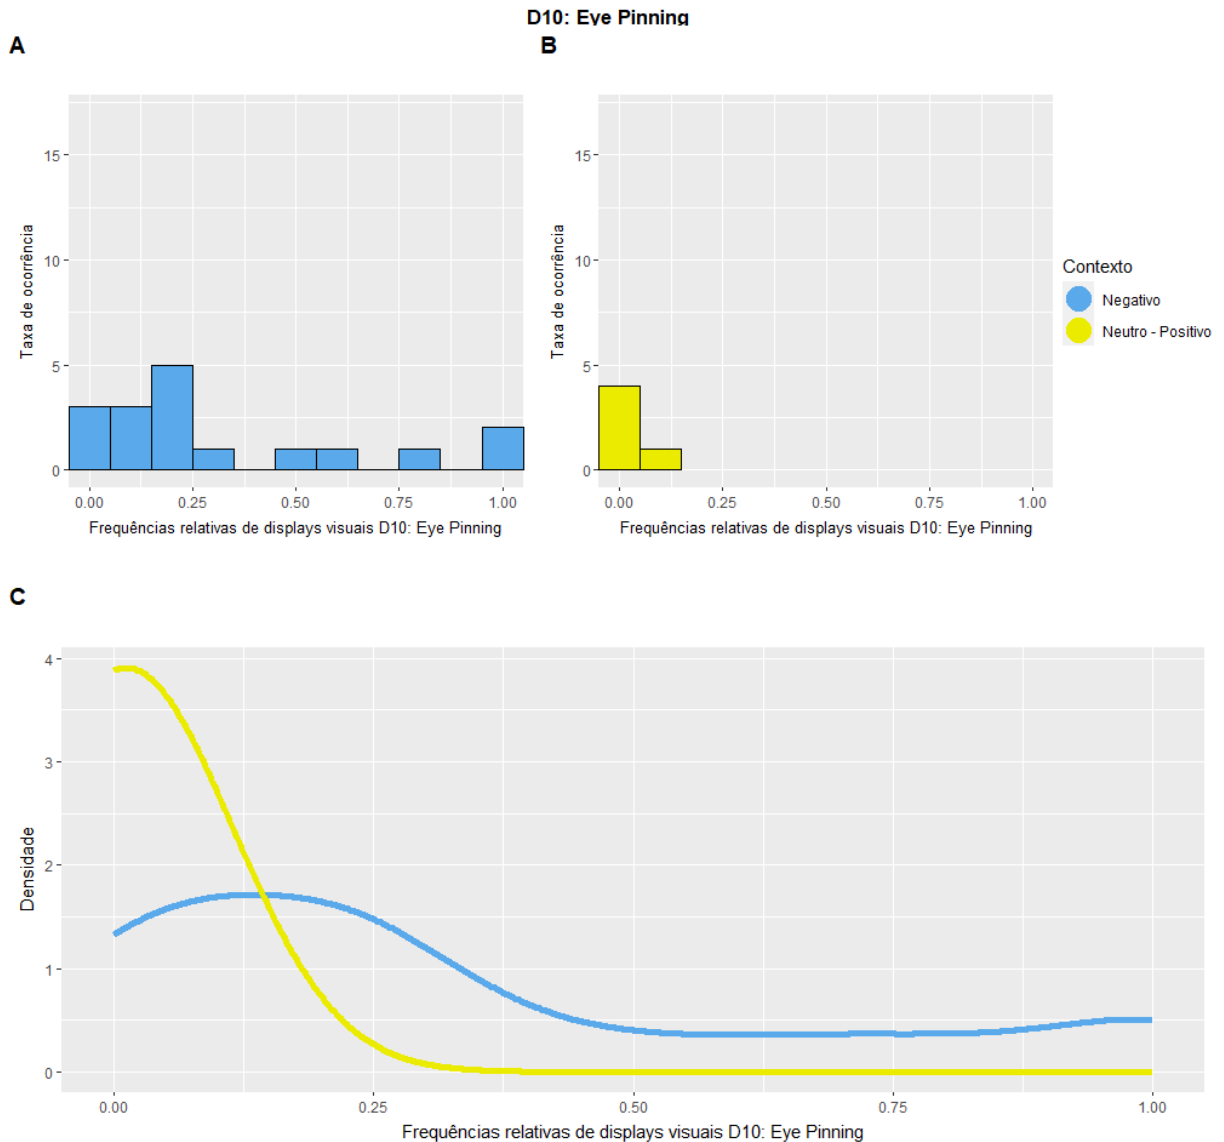 D10: Eye Pinning
A
B
15
10
5
0
Taxa de ocorrência
0.00 0.25 0.50 0.75 1.00
Frequências relativas de displays visuais D10: Eye Pinning
15
10
5
0
Taxa de ocorrência
0.00 0.25 0.50 0.75 1.00
Frequências relativas de displays visuais D10: Eye Pinning
Contexto
Negativo
Neutro - Positivo
C
4
3
2
1
0
Densidade
0.00 0.25 0.50 0.75 1.00
Frequências relativas de displays visuais D10: Eye Pinning